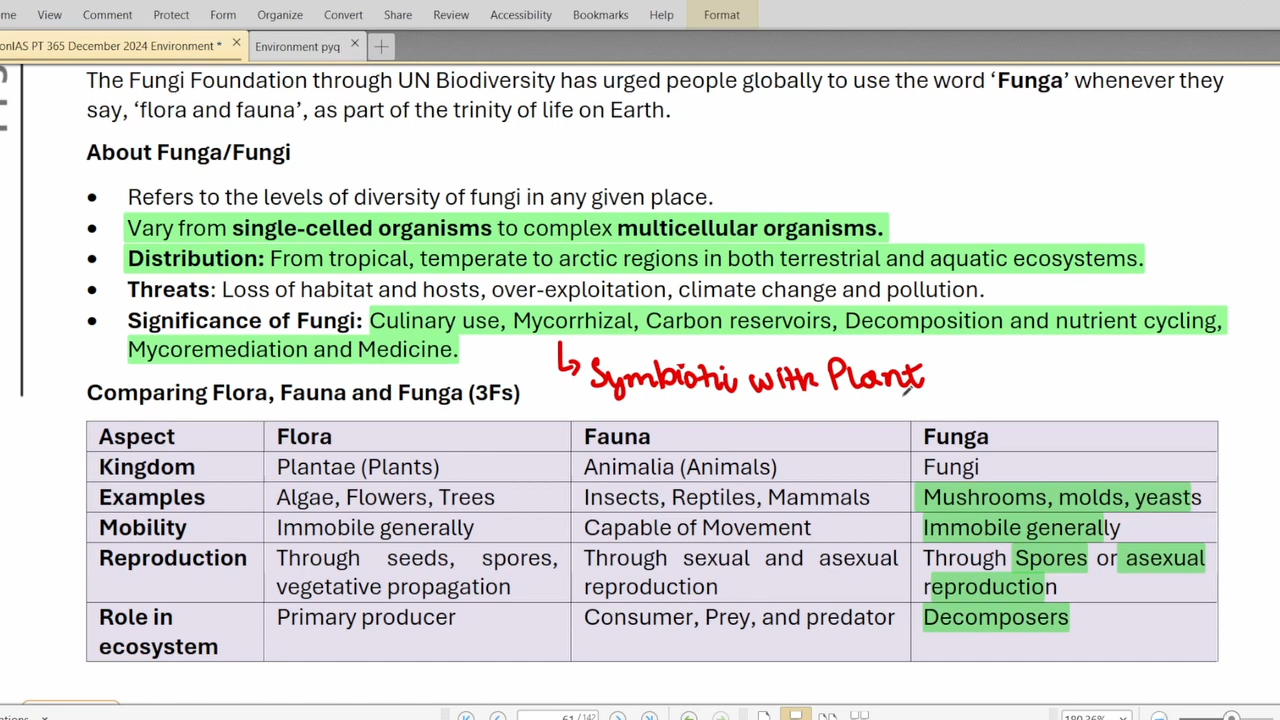 View Comment Protect Form Organize Convert Share Review Accessibility Bookmarks Help Format
PT 365 December 2024 Environment * × Environment pyq × +
The Fungi Foundation through UN Biodiversity has urged people globally to use the word ‘Funga’ whenever they
say, ‘flora and fauna’, as part of the trinity of life on Earth.
About Funga/Fungi
• Refers to the levels of diversity of fungi in any given place.
• Vary from single-celled organisms to complex multicellular organisms.
• Distribution: From tropical, temperate to arctic regions in both terrestrial and aquatic ecosystems.
• Threats: Loss of habitat and hosts, over-exploitation, climate change and pollution.
• Significance of Fungi: Culinary use, Mycorrhizal, Carbon reservoirs, Decomposition and nutrient cycling,
Mycoremediation and Medicine.
↳ Symbiotic with Plant
Comparing Flora, Fauna and Funga (3Fs)
Aspect Flora Fauna Funga
Kingdom Plantae (Plants) Animalia (Animals) Fungi
Examples Algae, Flowers, Trees Insects, Reptiles, Mammals Mushrooms, molds, yeasts
Mobility Immobile generally Capable of Movement Immobile generally
Reproduction Through seeds, spores, Through sexual and asexual Through Spores or asexual
vegetative propagation reproduction reproduction
Role in Primary producer Consumer, Prey, and predator Decomposers
ecosystem
61 / 142